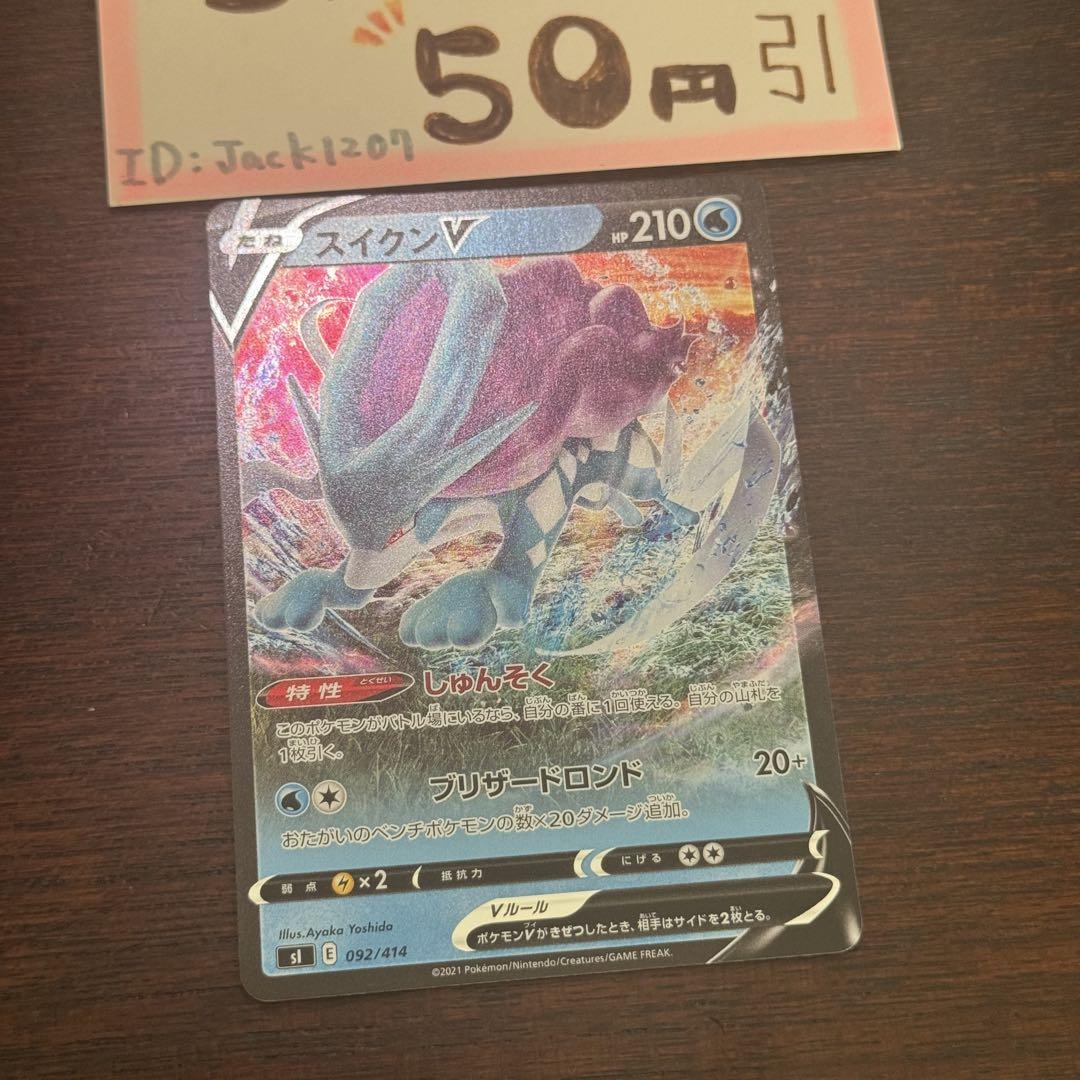 50円引
ID:Jack1207
たね スイクンV HP210
特性 とくせい しゅんそく
このポケモンがバトル場にいるなら、自分の番に1回使える。自分の山札を
1枚引く。
ブリザードロンド 20+
おたがいのベンチポケモンの数×20ダメージ追加。
弱点 ×2 抵抗力 にげる
Vルール
ポケモンVがきぜつしたとき、相手はサイドを2枚とる。
Illus.Ayaka Yoshida
sI E 092/414
©2021 Pokémon/Nintendo/Creatures/GAME FREAK.